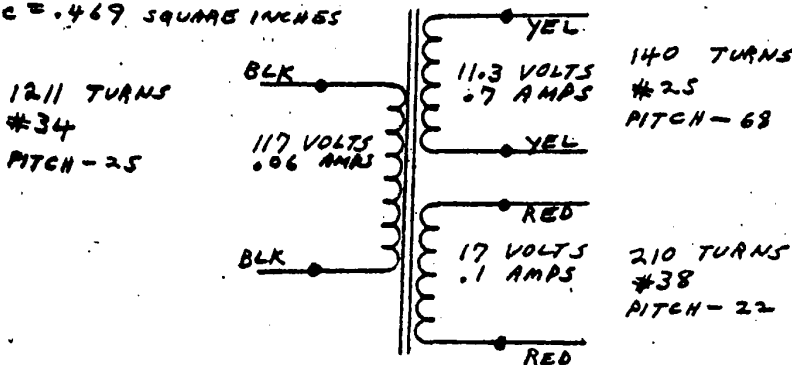 c = .469 SQUARE INCHES
1211 TURNS
#34
PITCH - 25
BLK
117 VOLTS
.06 AMPS
BLK
YEL
11.3 VOLTS
.7 AMPS
YEL
140 TURNS
#25
PITCH - 68
RED
17 VOLTS
.1 AMPS
RED
210 TURNS
#38
PITCH - 22